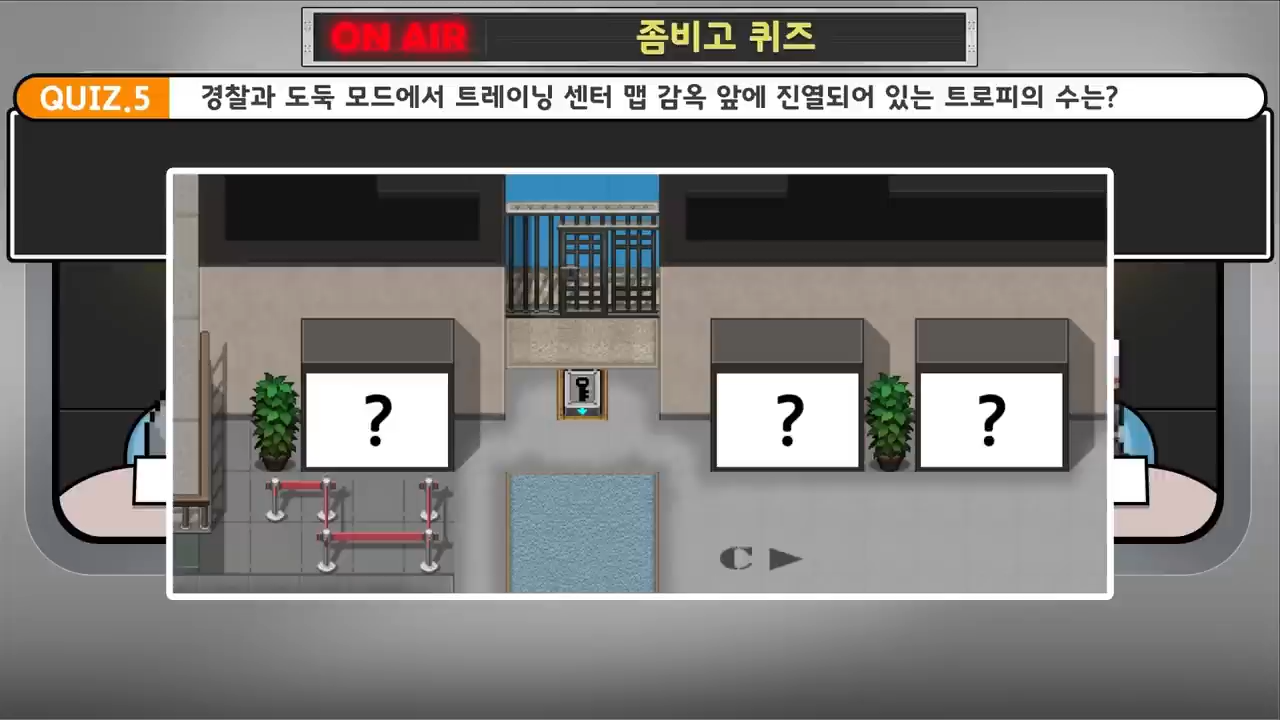 ON AIR
좀비고 퀴즈
QUIZ.5
경찰과 도둑 모드에서 트레이닝 센터 맵 감옥 앞에 진열되어 있는 트로피의 수는?
? ? ?
C